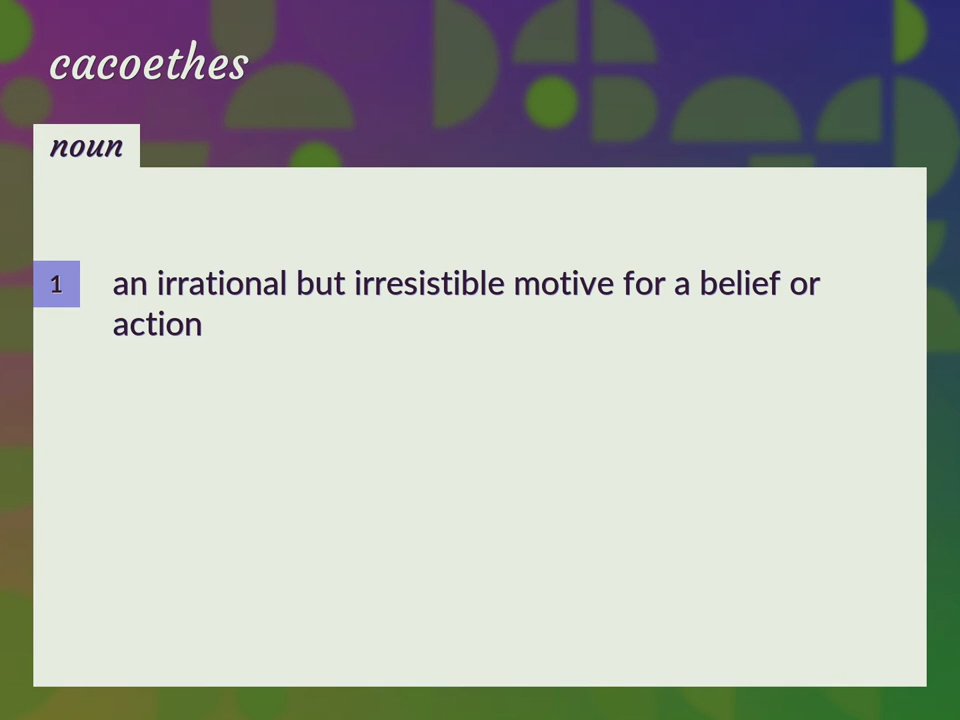 cacoethes
noun
1
an irrational but irresistible motive for a belief or
action